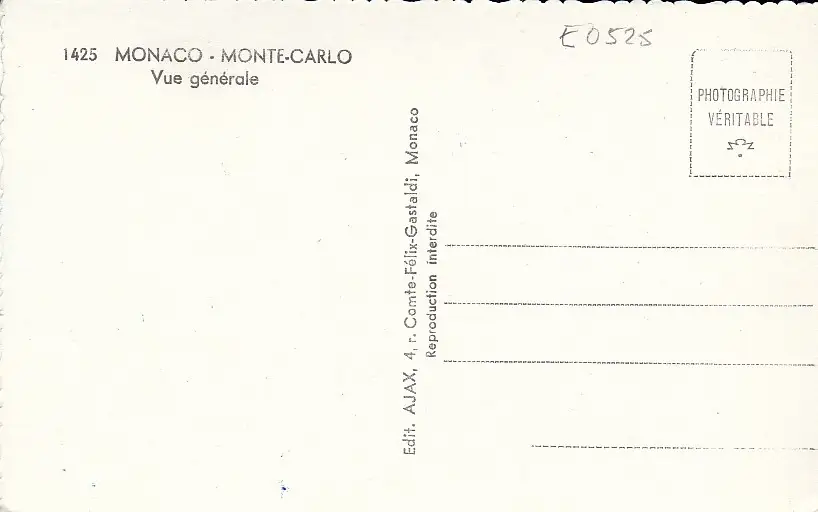 1425 MONACO - MONTE-CARLO
Vue générale
E0525
PHOTOGRAPHIE
VÉRITABLE
Edit. AJAX, 4, r. Comte-Félix-Gastaldi, Monaco
Reproduction interdite